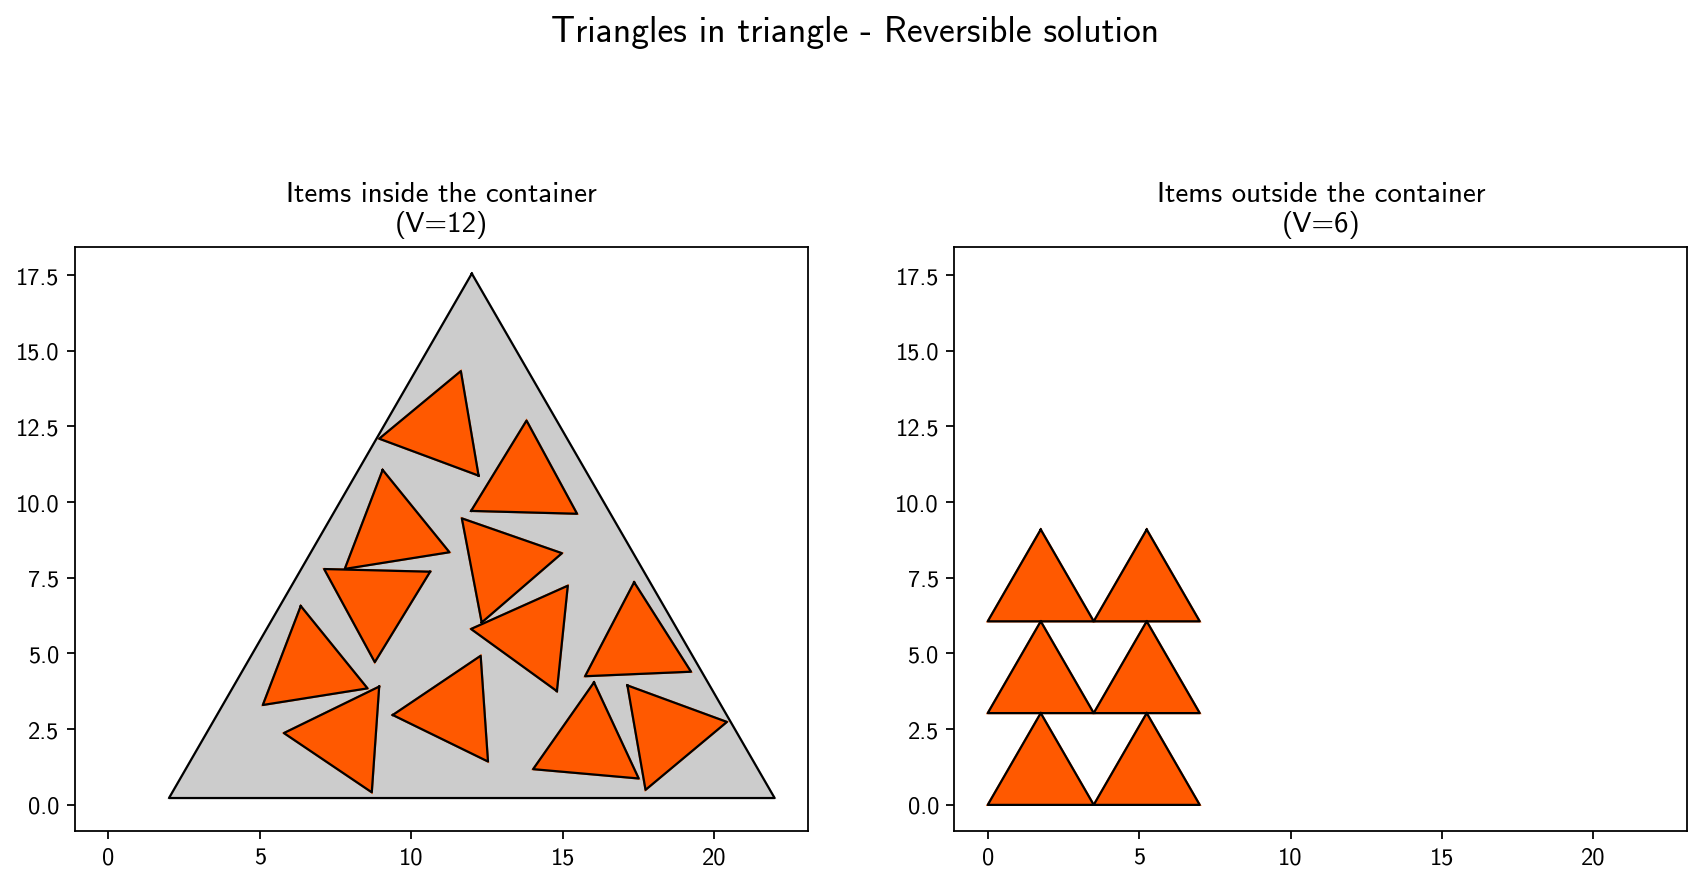 Triangles in triangle - Reversible solution
Items inside the container
(V=12)
17.5
15.0
12.5
10.0
7.5
5.0
2.5
0.0
0 5 10 15 20
Items outside the container
(V=6)
17.5
15.0
12.5
10.0
7.5
5.0
2.5
0.0
0 5 10 15 20